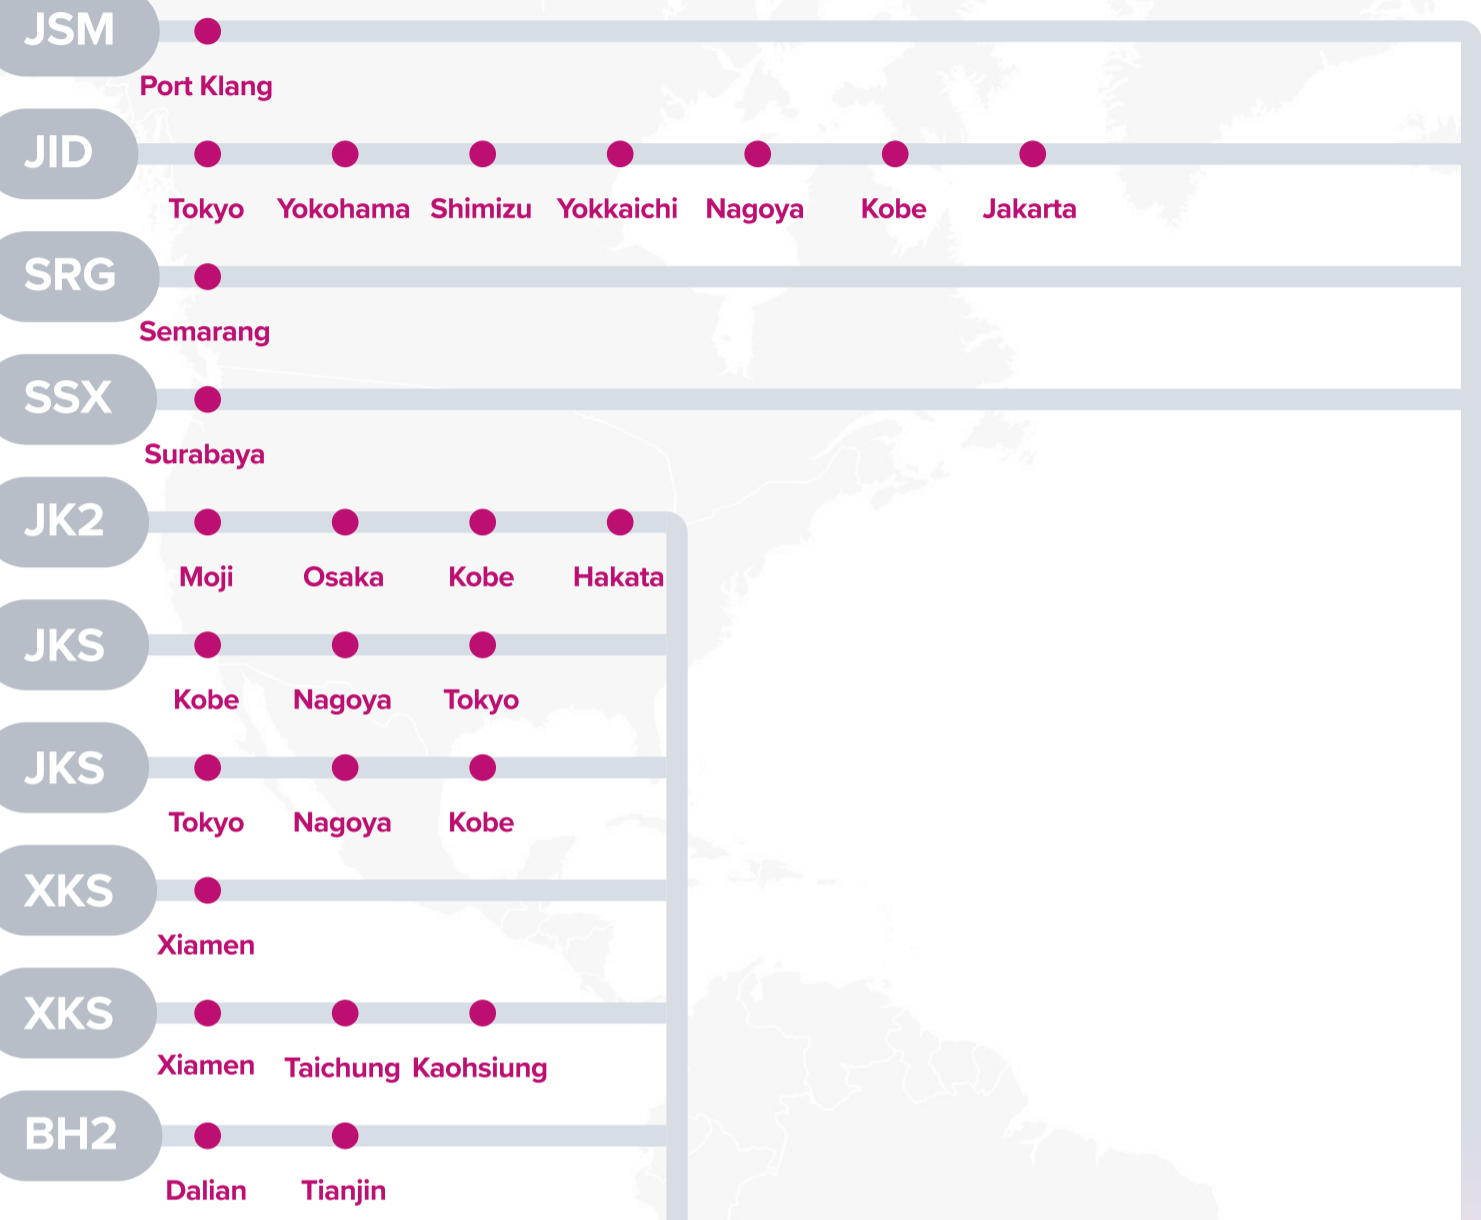 JSM
Port Klang
JID
Tokyo Yokohama Shimizu Yokkaichi Nagoya Kobe Jakarta
SRG
Semarang
SSX
Surabaya
JK2
Moji Osaka Kobe Hakata
JKS
Kobe Nagoya Tokyo
JKS
Tokyo Nagoya Kobe
XKS
Xiamen
XKS
Xiamen Taichung Kaohsiung
BH2
Dalian Tianjin